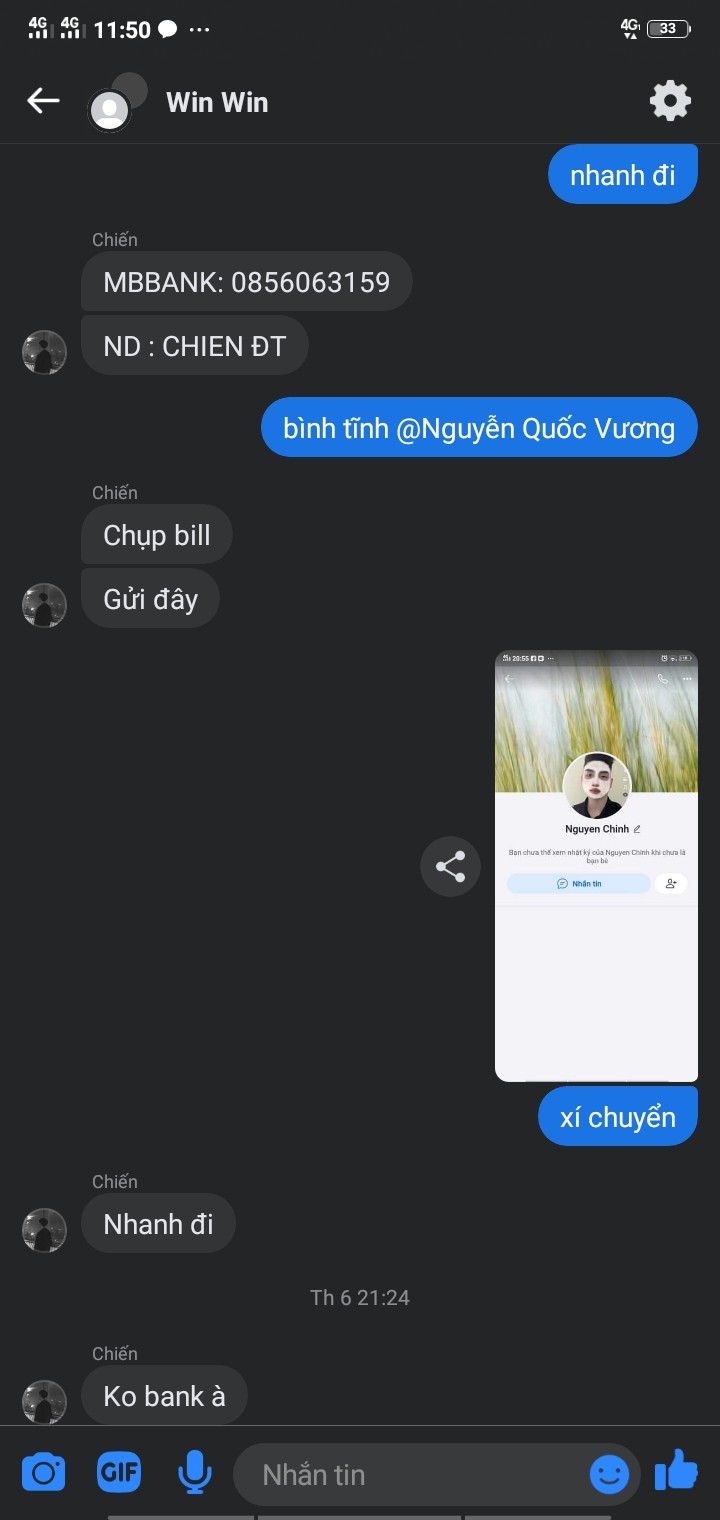 4G 4G 11:50 ... 4G 33
Win Win
nhanh đi
Chiến
MBBANK: 0856063159
ND : CHIEN ĐT
bình tĩnh @Nguyễn Quốc Vương
Chiến
Chụp bill
Gửi đây
20:55
Nguyen Chinh
Bạn chưa thể xem nhật ký của Nguyen Chinh khi chưa là
bạn bè
Nhắn tin
xí chuyển
Chiến
Nhanh đi
Th 6 21:24
Chiến
Ko bank à
GIF
Nhắn tin